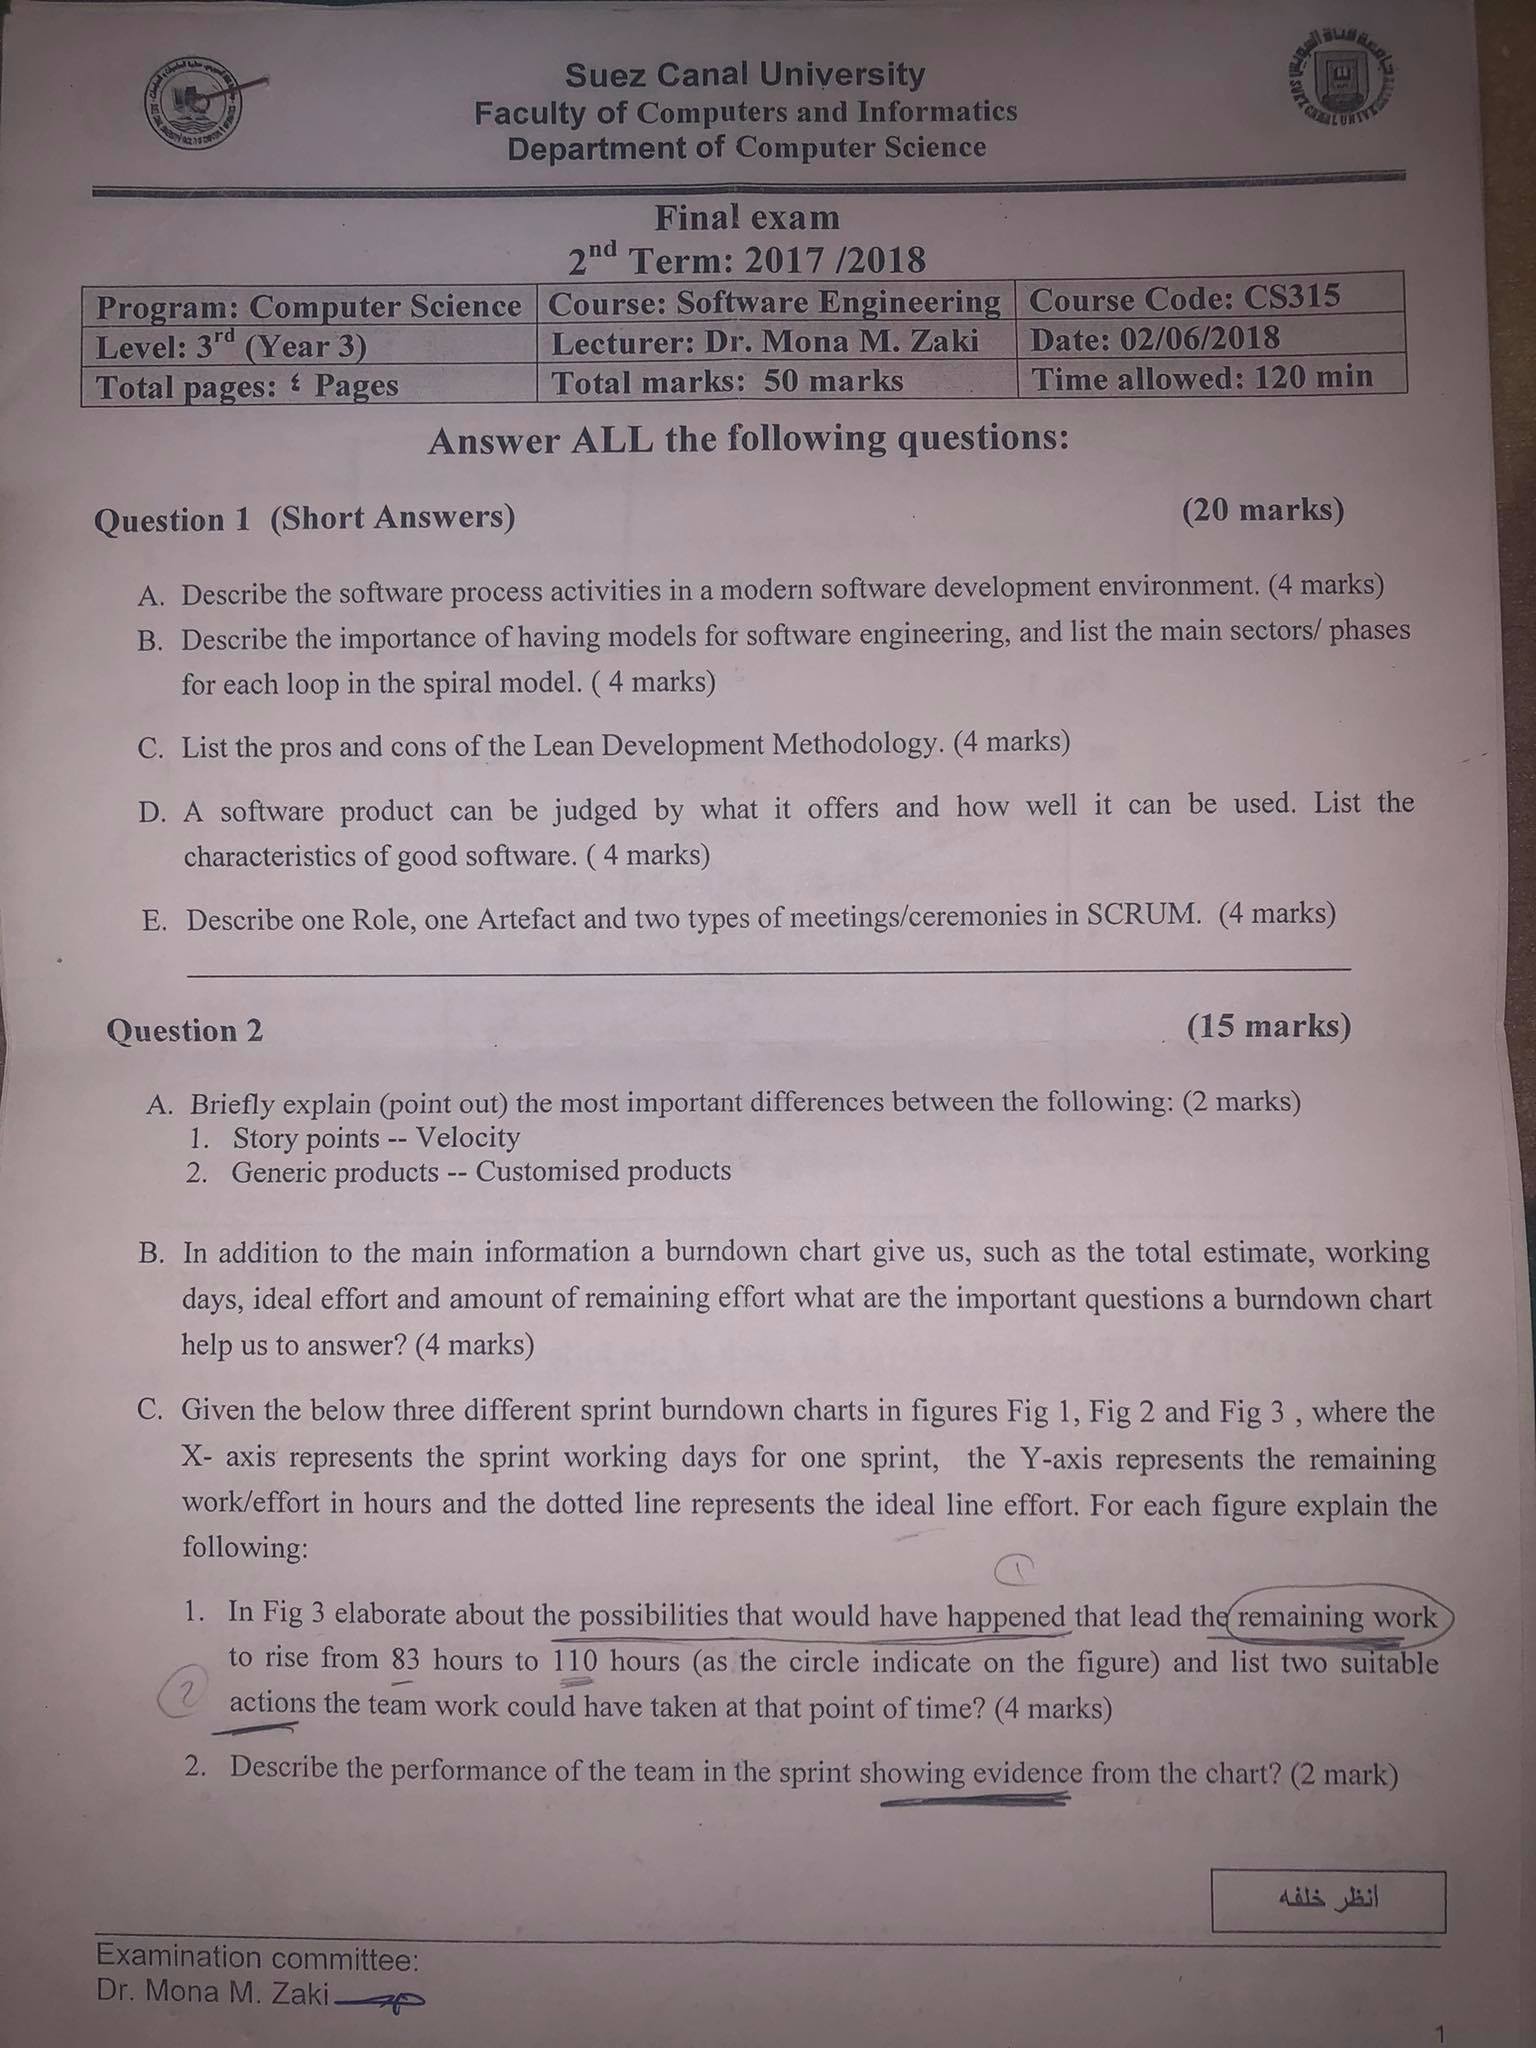 Suez Canal University
Faculty of Computers and Informatics
Department of Computer Science
Final exam
2nd Term: 2017 /2018
Program: Computer Science Course: Software Engineering Course Code: CS315
Level: 3rd (Year 3) Lecturer: Dr. Mona M. Zaki Date: 02/06/2018
Total pages: ٤ Pages Total marks: 50 marks Time allowed: 120 min
Answer ALL the following questions:
Question 1 (Short Answers) (20 marks)
A. Describe the software process activities in a modern software development environment. (4 marks)
B. Describe the importance of having models for software engineering, and list the main sectors/ phases
for each loop in the spiral model. ( 4 marks)
C. List the pros and cons of the Lean Development Methodology. (4 marks)
D. A software product can be judged by what it offers and how well it can be used. List the
characteristics of good software. ( 4 marks)
E. Describe one Role, one Artefact and two types of meetings/ceremonies in SCRUM. (4 marks)
Question 2 (15 marks)
A. Briefly explain (point out) the most important differences between the following: (2 marks)
1. Story points -- Velocity
2. Generic products -- Customised products
B. In addition to the main information a burndown chart give us, such as the total estimate, working
days, ideal effort and amount of remaining effort what are the important questions a burndown chart
help us to answer? (4 marks)
C. Given the below three different sprint burndown charts in figures Fig 1, Fig 2 and Fig 3 , where the
X- axis represents the sprint working days for one sprint, the Y-axis represents the remaining
work/effort in hours and the dotted line represents the ideal line effort. For each figure explain the
following:
1
1. In Fig 3 elaborate about the possibilities that would have happened that lead the remaining work
to rise from 83 hours to 110 hours (as the circle indicate on the figure) and list two suitable
2
actions the team work could have taken at that point of time? (4 marks)
2. Describe the performance of the team in the sprint showing evidence from the chart? (2 mark)
أنظر خلفه
Examination committee:
Dr. Mona M. Zaki
1